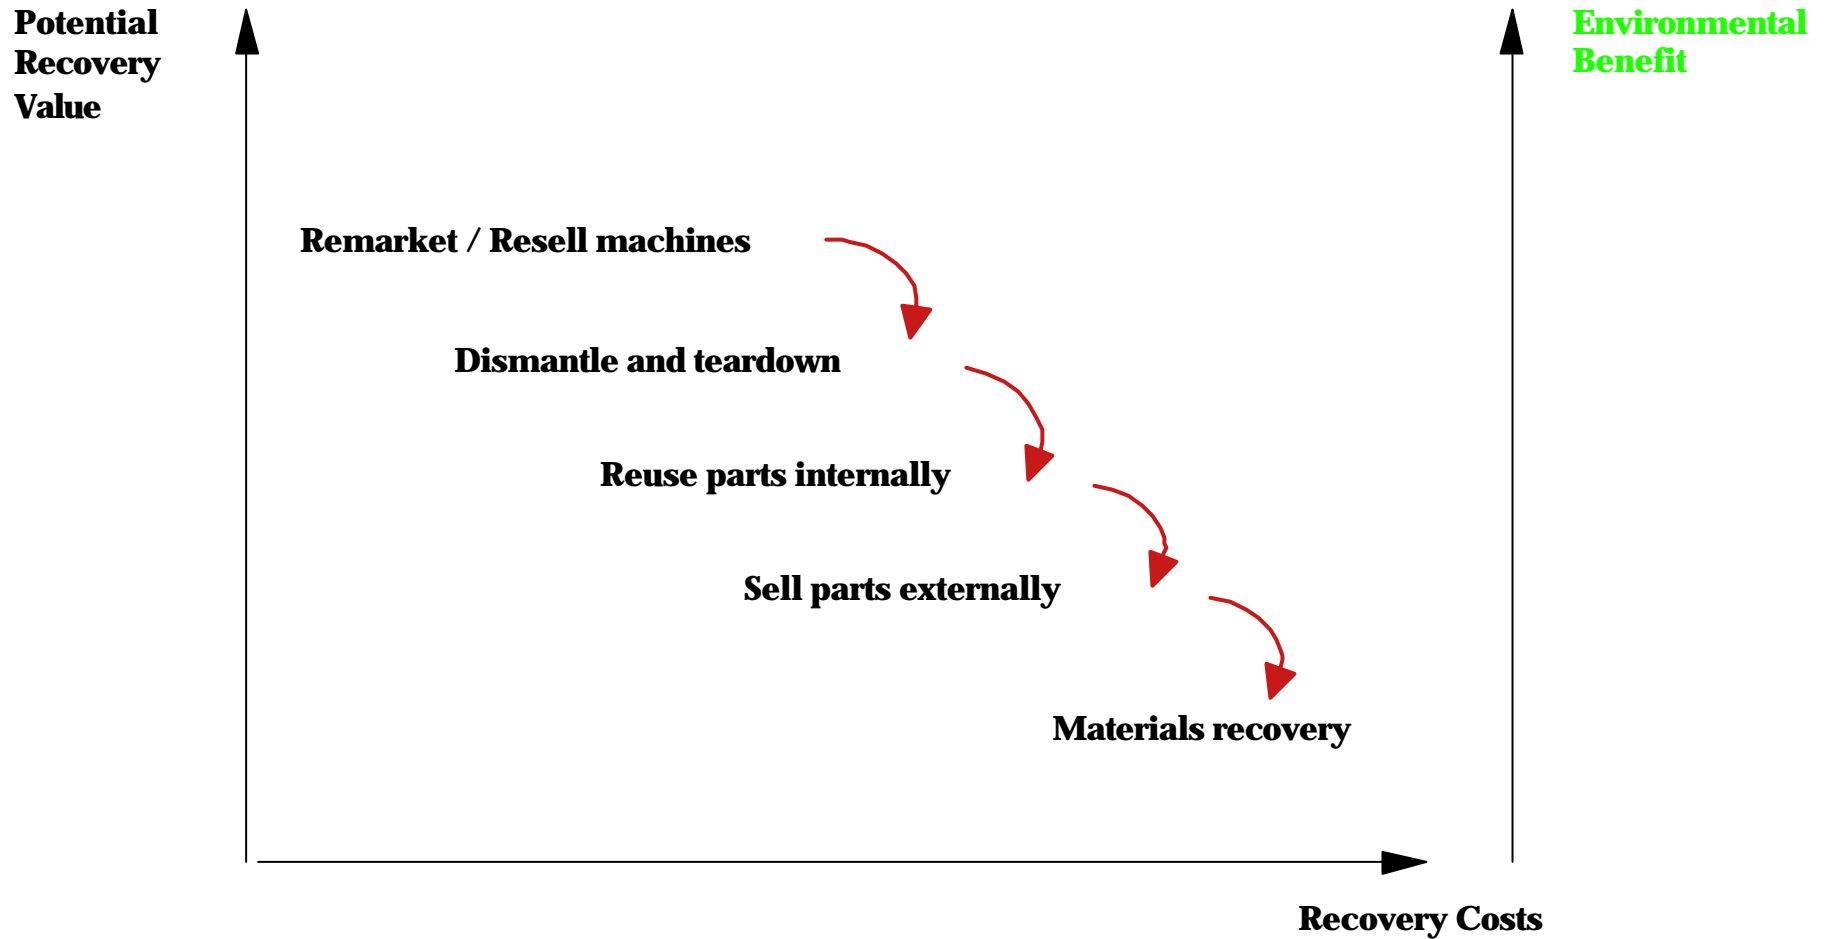 Potential
Recovery
Value
Environmental
Benefit
Remarket / Resell machines
Dismantle and teardown
Reuse parts internally
Sell parts externally
Materials recovery
Recovery Costs